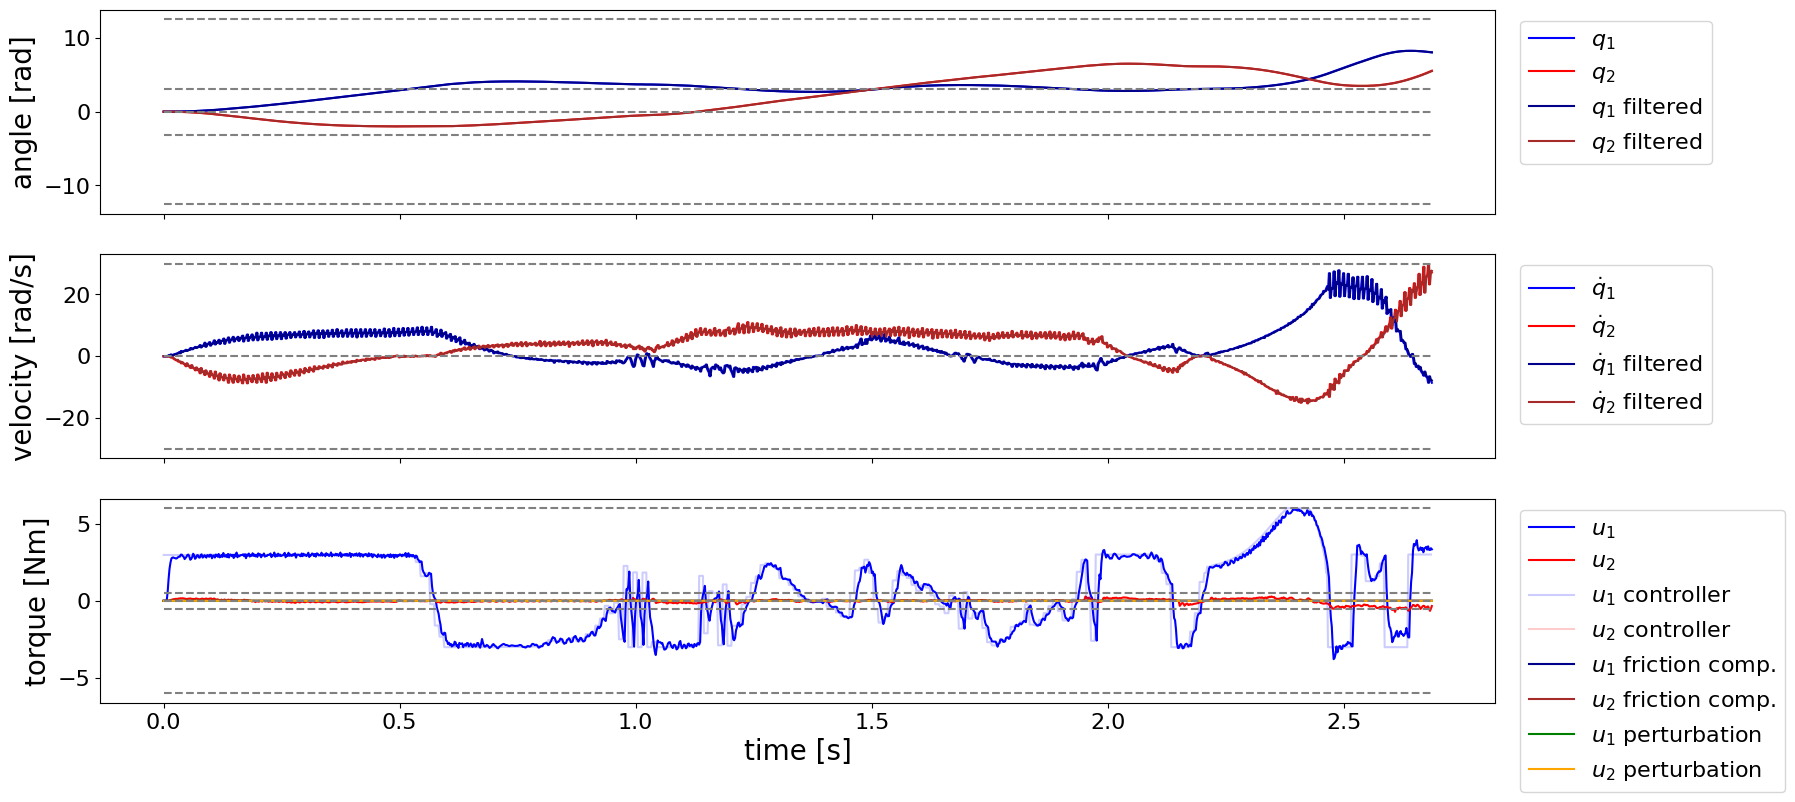 angle [rad]
10
0
−10
q₁
q₂
q₁ filtered
q₂ filtered
velocity [rad/s]
20
0
−20
q̇₁
q̇₂
q̇₁ filtered
q̇₂ filtered
torque [Nm]
5
0
−5
0.0 0.5 1.0 1.5 2.0 2.5
time [s]
u₁
u₂
u₁ controller
u₂ controller
u₁ friction comp.
u₂ friction comp.
u₁ perturbation
u₂ perturbation